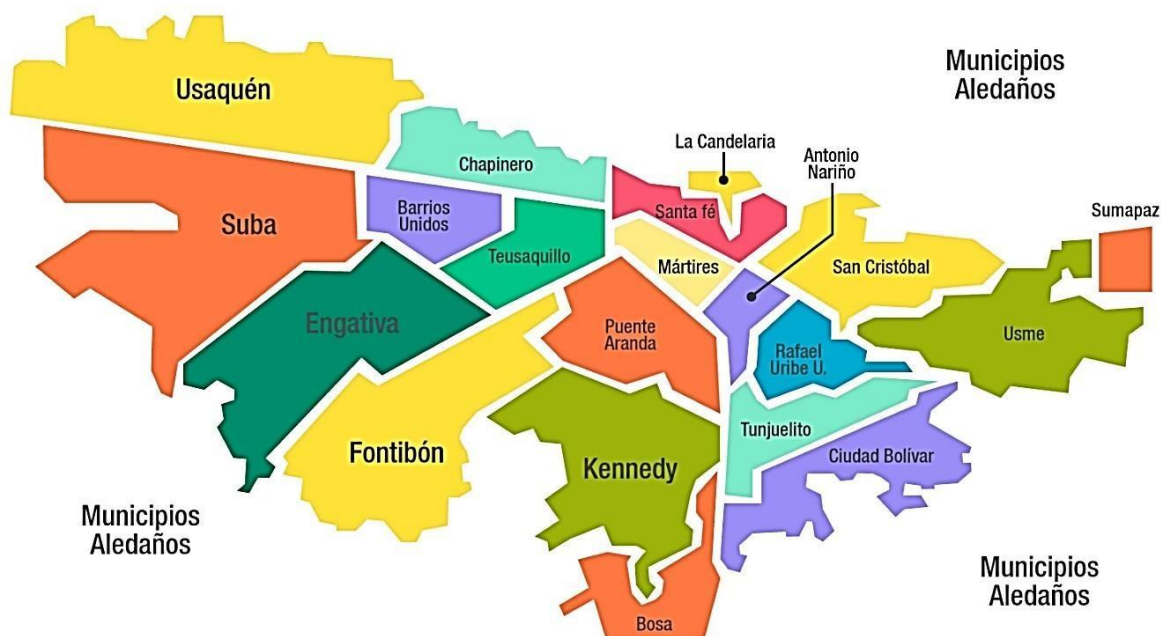 Municipios
Aledaños
Usaquén
La Candelaria
Antonio
Nariño
Chapinero
Barrios
Unidos
Santa fé
Sumapaz
Suba
Teusaquillo
Mártires
San Cristóbal
Engativa
Puente
Aranda
Rafael
Uribe U.
Usme
Fontibón
Kennedy
Tunjuelito
Ciudad Bolívar
Municipios
Aledaños
Municipios
Aledaños
Bosa